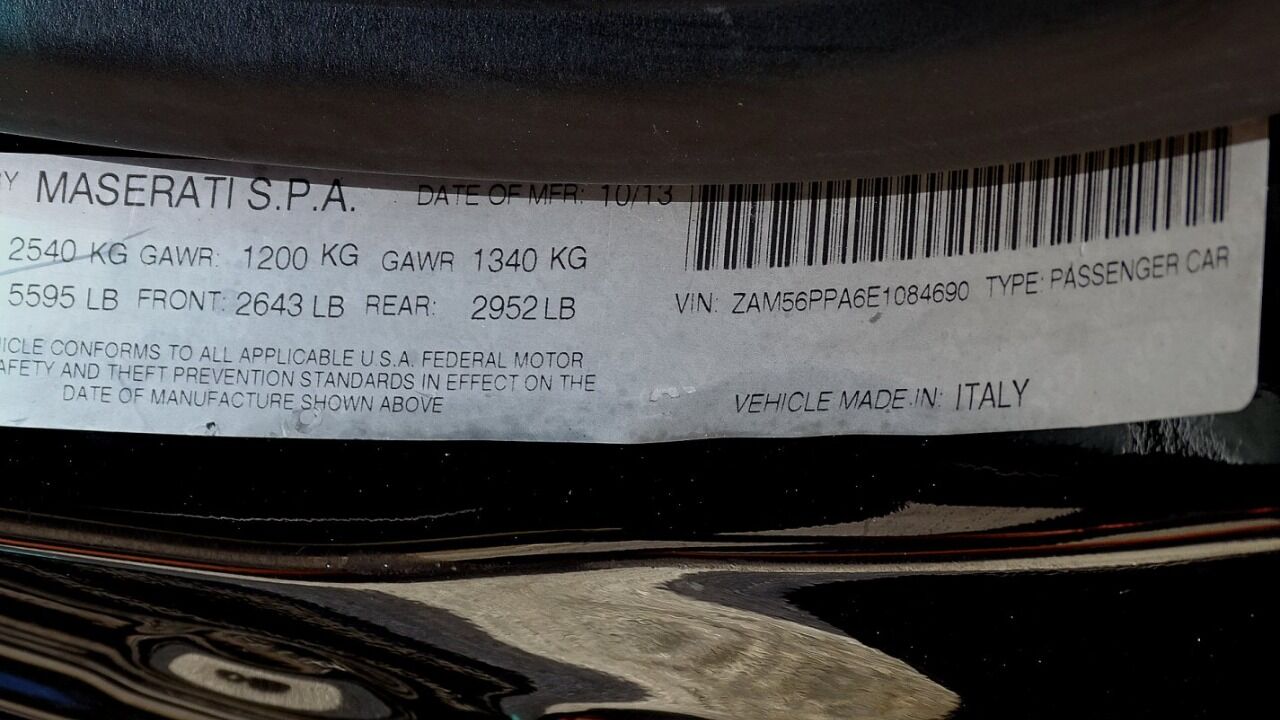 MASERATI S.P.A. DATE OF MFR: 10/13
2540 KG GAWR: 1200 KG GAWR 1340 KG
5595 LB FRONT: 2643 LB REAR: 2952 LB
VIN: ZAM56PPA6E1084690 TYPE: PASSENGER CAR
CONFORMS TO ALL APPLICABLE U.S.A. FEDERAL MOTOR
AND THEFT PREVENTION STANDARDS IN EFFECT ON THE
DATE OF MANUFACTURE SHOWN ABOVE
VEHICLE MADE IN: ITALY